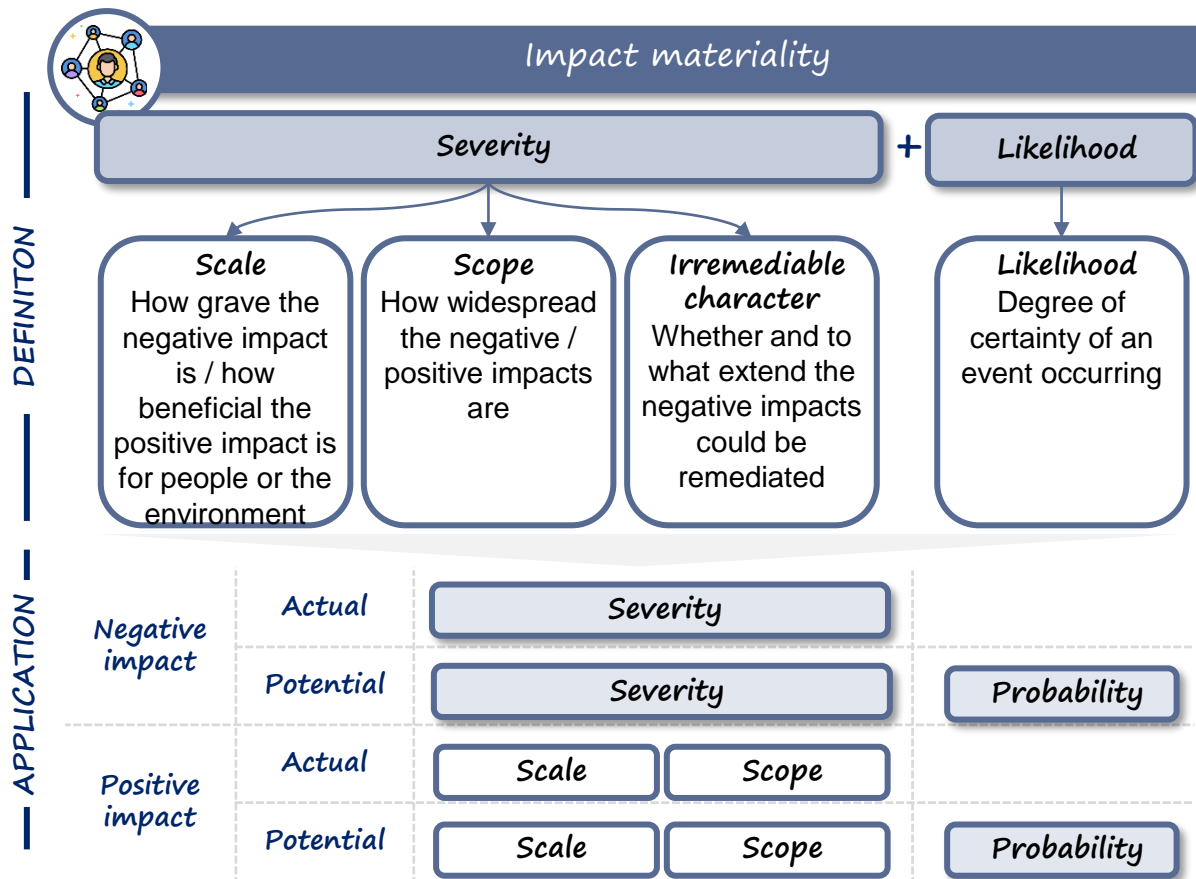 Impact materiality
Severity
+
Likelihood
DEFINITON
Scale
How grave the
negative impact
is / how
beneficial the
positive impact is
for people or the
environment
Scope
How widespread
the negative /
positive impacts
are
Irremediable
character
Whether and to
what extend the
negative impacts
could be
remediated
Likelihood
Degree of
certainty of an
event occurring
APPLICATION
Negative
impact
Actual
Severity
Potential
Severity
Probability
Positive
impact
Actual
Scale
Scope
Potential
Scale
Scope
Probability